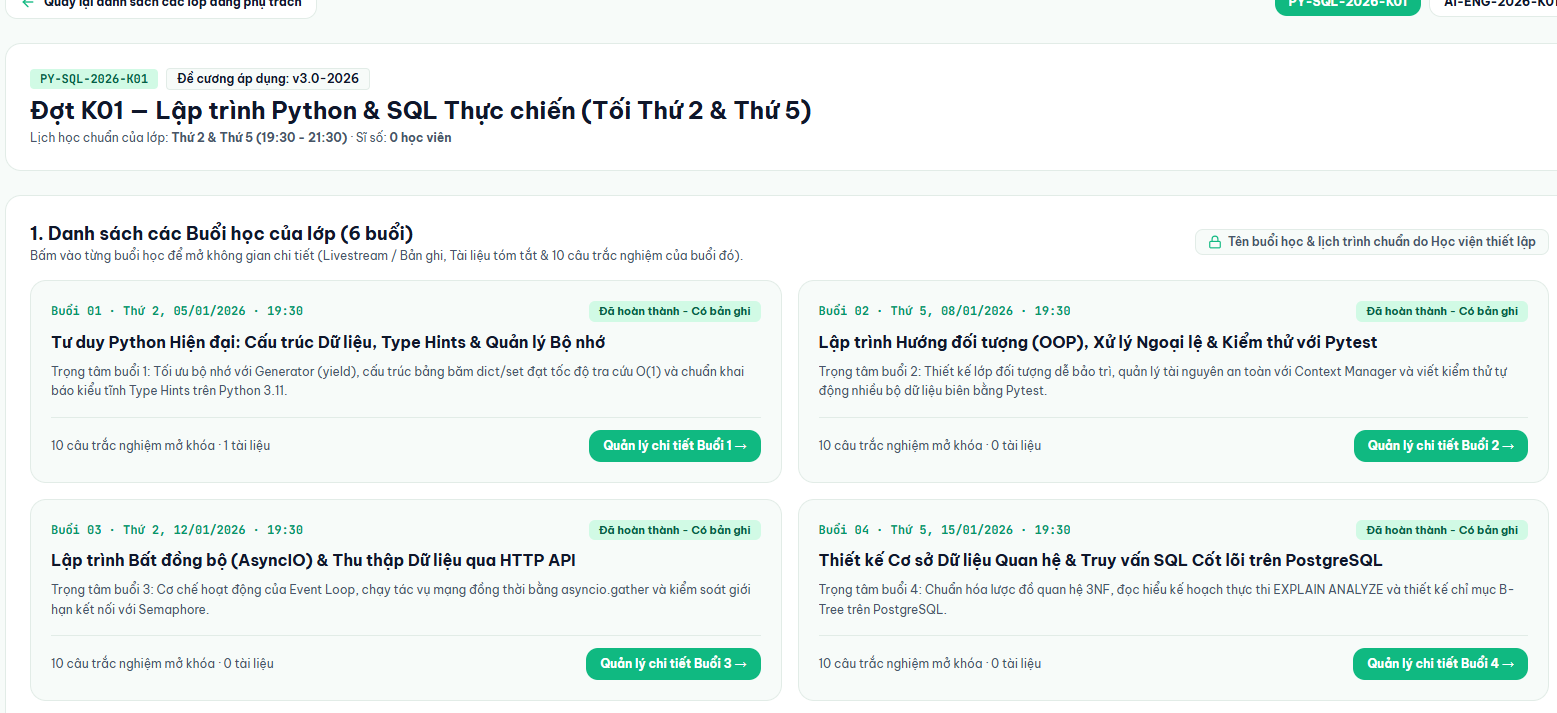 ← Quay lại danh sách các lớp đang phụ trách
PY-SQL-2026-K01
AI-ENG-2026-K01
PY-SQL-2026-K01
Đề cương áp dụng: v3.0-2026
Đợt K01 — Lập trình Python & SQL Thực chiến (Tối Thứ 2 & Thứ 5)
Lịch học chuẩn của lớp: Thứ 2 & Thứ 5 (19:30 - 21:30) · Sĩ số: 0 học viên
1. Danh sách các Buổi học của lớp (6 buổi)
Bấm vào từng buổi học để mở không gian chi tiết (Livestream / Bản ghi, Tài liệu tóm tắt & 10 câu trắc nghiệm của buổi đó).
Tên buổi học & lịch trình chuẩn do Học viện thiết lập
Buổi 01 · Thứ 2, 05/01/2026 · 19:30
Đã hoàn thành - Có bản ghi
Tư duy Python Hiện đại: Cấu trúc Dữ liệu, Type Hints & Quản lý Bộ nhớ
Trọng tâm buổi 1: Tối ưu bộ nhớ với Generator (yield), cấu trúc bảng băm dict/set đạt tốc độ tra cứu O(1) và chuẩn khai
báo kiểu tĩnh Type Hints trên Python 3.11.
10 câu trắc nghiệm mở khóa · 1 tài liệu
Quản lý chi tiết Buổi 1 →
Buổi 02 · Thứ 5, 08/01/2026 · 19:30
Đã hoàn thành - Có bản ghi
Lập trình Hướng đối tượng (OOP), Xử lý Ngoại lệ & Kiểm thử với Pytest
Trọng tâm buổi 2: Thiết kế lớp đối tượng dễ bảo trì, quản lý tài nguyên an toàn với Context Manager và viết kiểm thử tự
động nhiều bộ dữ liệu biên bằng Pytest.
10 câu trắc nghiệm mở khóa · 0 tài liệu
Quản lý chi tiết Buổi 2 →
Buổi 03 · Thứ 2, 12/01/2026 · 19:30
Đã hoàn thành - Có bản ghi
Lập trình Bất đồng bộ (AsyncIO) & Thu thập Dữ liệu qua HTTP API
Trọng tâm buổi 3: Cơ chế hoạt động của Event Loop, chạy tác vụ mạng đồng thời bằng asyncio.gather và kiểm soát giới
hạn kết nối với Semaphore.
10 câu trắc nghiệm mở khóa · 0 tài liệu
Quản lý chi tiết Buổi 3 →
Buổi 04 · Thứ 5, 15/01/2026 · 19:30
Đã hoàn thành - Có bản ghi
Thiết kế Cơ sở Dữ liệu Quan hệ & Truy vấn SQL Cốt lõi trên PostgreSQL
Trọng tâm buổi 4: Chuẩn hóa lược đồ quan hệ 3NF, đọc hiểu kế hoạch thực thi EXPLAIN ANALYZE và thiết kế chỉ mục B-
Tree trên PostgreSQL.
10 câu trắc nghiệm mở khóa · 0 tài liệu
Quản lý chi tiết Buổi 4 →